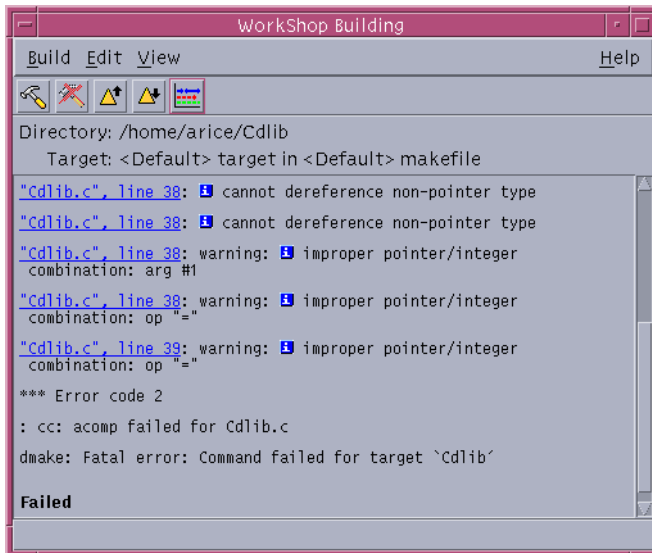 WorkShop Building
Build Edit View Help
Directory: /home/arice/Cdlib
Target: <Default> target in <Default> makefile
"Cdlib.c", line 38: i cannot dereference non-pointer type
"Cdlib.c", line 38: i cannot dereference non-pointer type
"Cdlib.c", line 38: warning: i improper pointer/integer
combination: arg #1
"Cdlib.c", line 38: warning: i improper pointer/integer
combination: op "="
"Cdlib.c", line 39: warning: i improper pointer/integer
combination: op "="
*** Error code 2
: cc: acomp failed for Cdlib.c
dmake: Fatal error: Command failed for target `Cdlib´
Failed